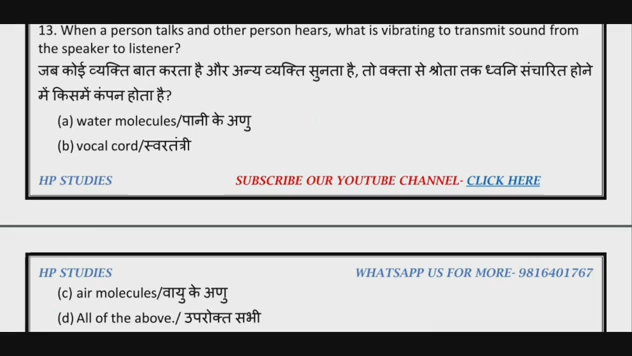 13. When a person talks and other person hears, what is vibrating to transmit sound from
the speaker to listener?
जब कोई व्यक्ति बात करता है और अन्य व्यक्ति सुनता है, तो वक्ता से श्रोता तक ध्वनि संचारित होने
में किसमें कंपन होता है?
(a) water molecules/पानी के अणु
(b) vocal cord/स्वरतंत्री
HP STUDIES SUBSCRIBE OUR YOUTUBE CHANNEL- CLICK HERE
HP STUDIES WHATSAPP US FOR MORE- 9816401767
(c) air molecules/वायु के अणु
(d) All of the above./ उपरोक्त सभी